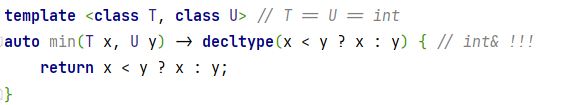 template <class T, class U> // T == U == int
auto min(T x, U y) -> decltype(x < y ? x : y) { // int& !!!
    return x < y ? x : y;
}